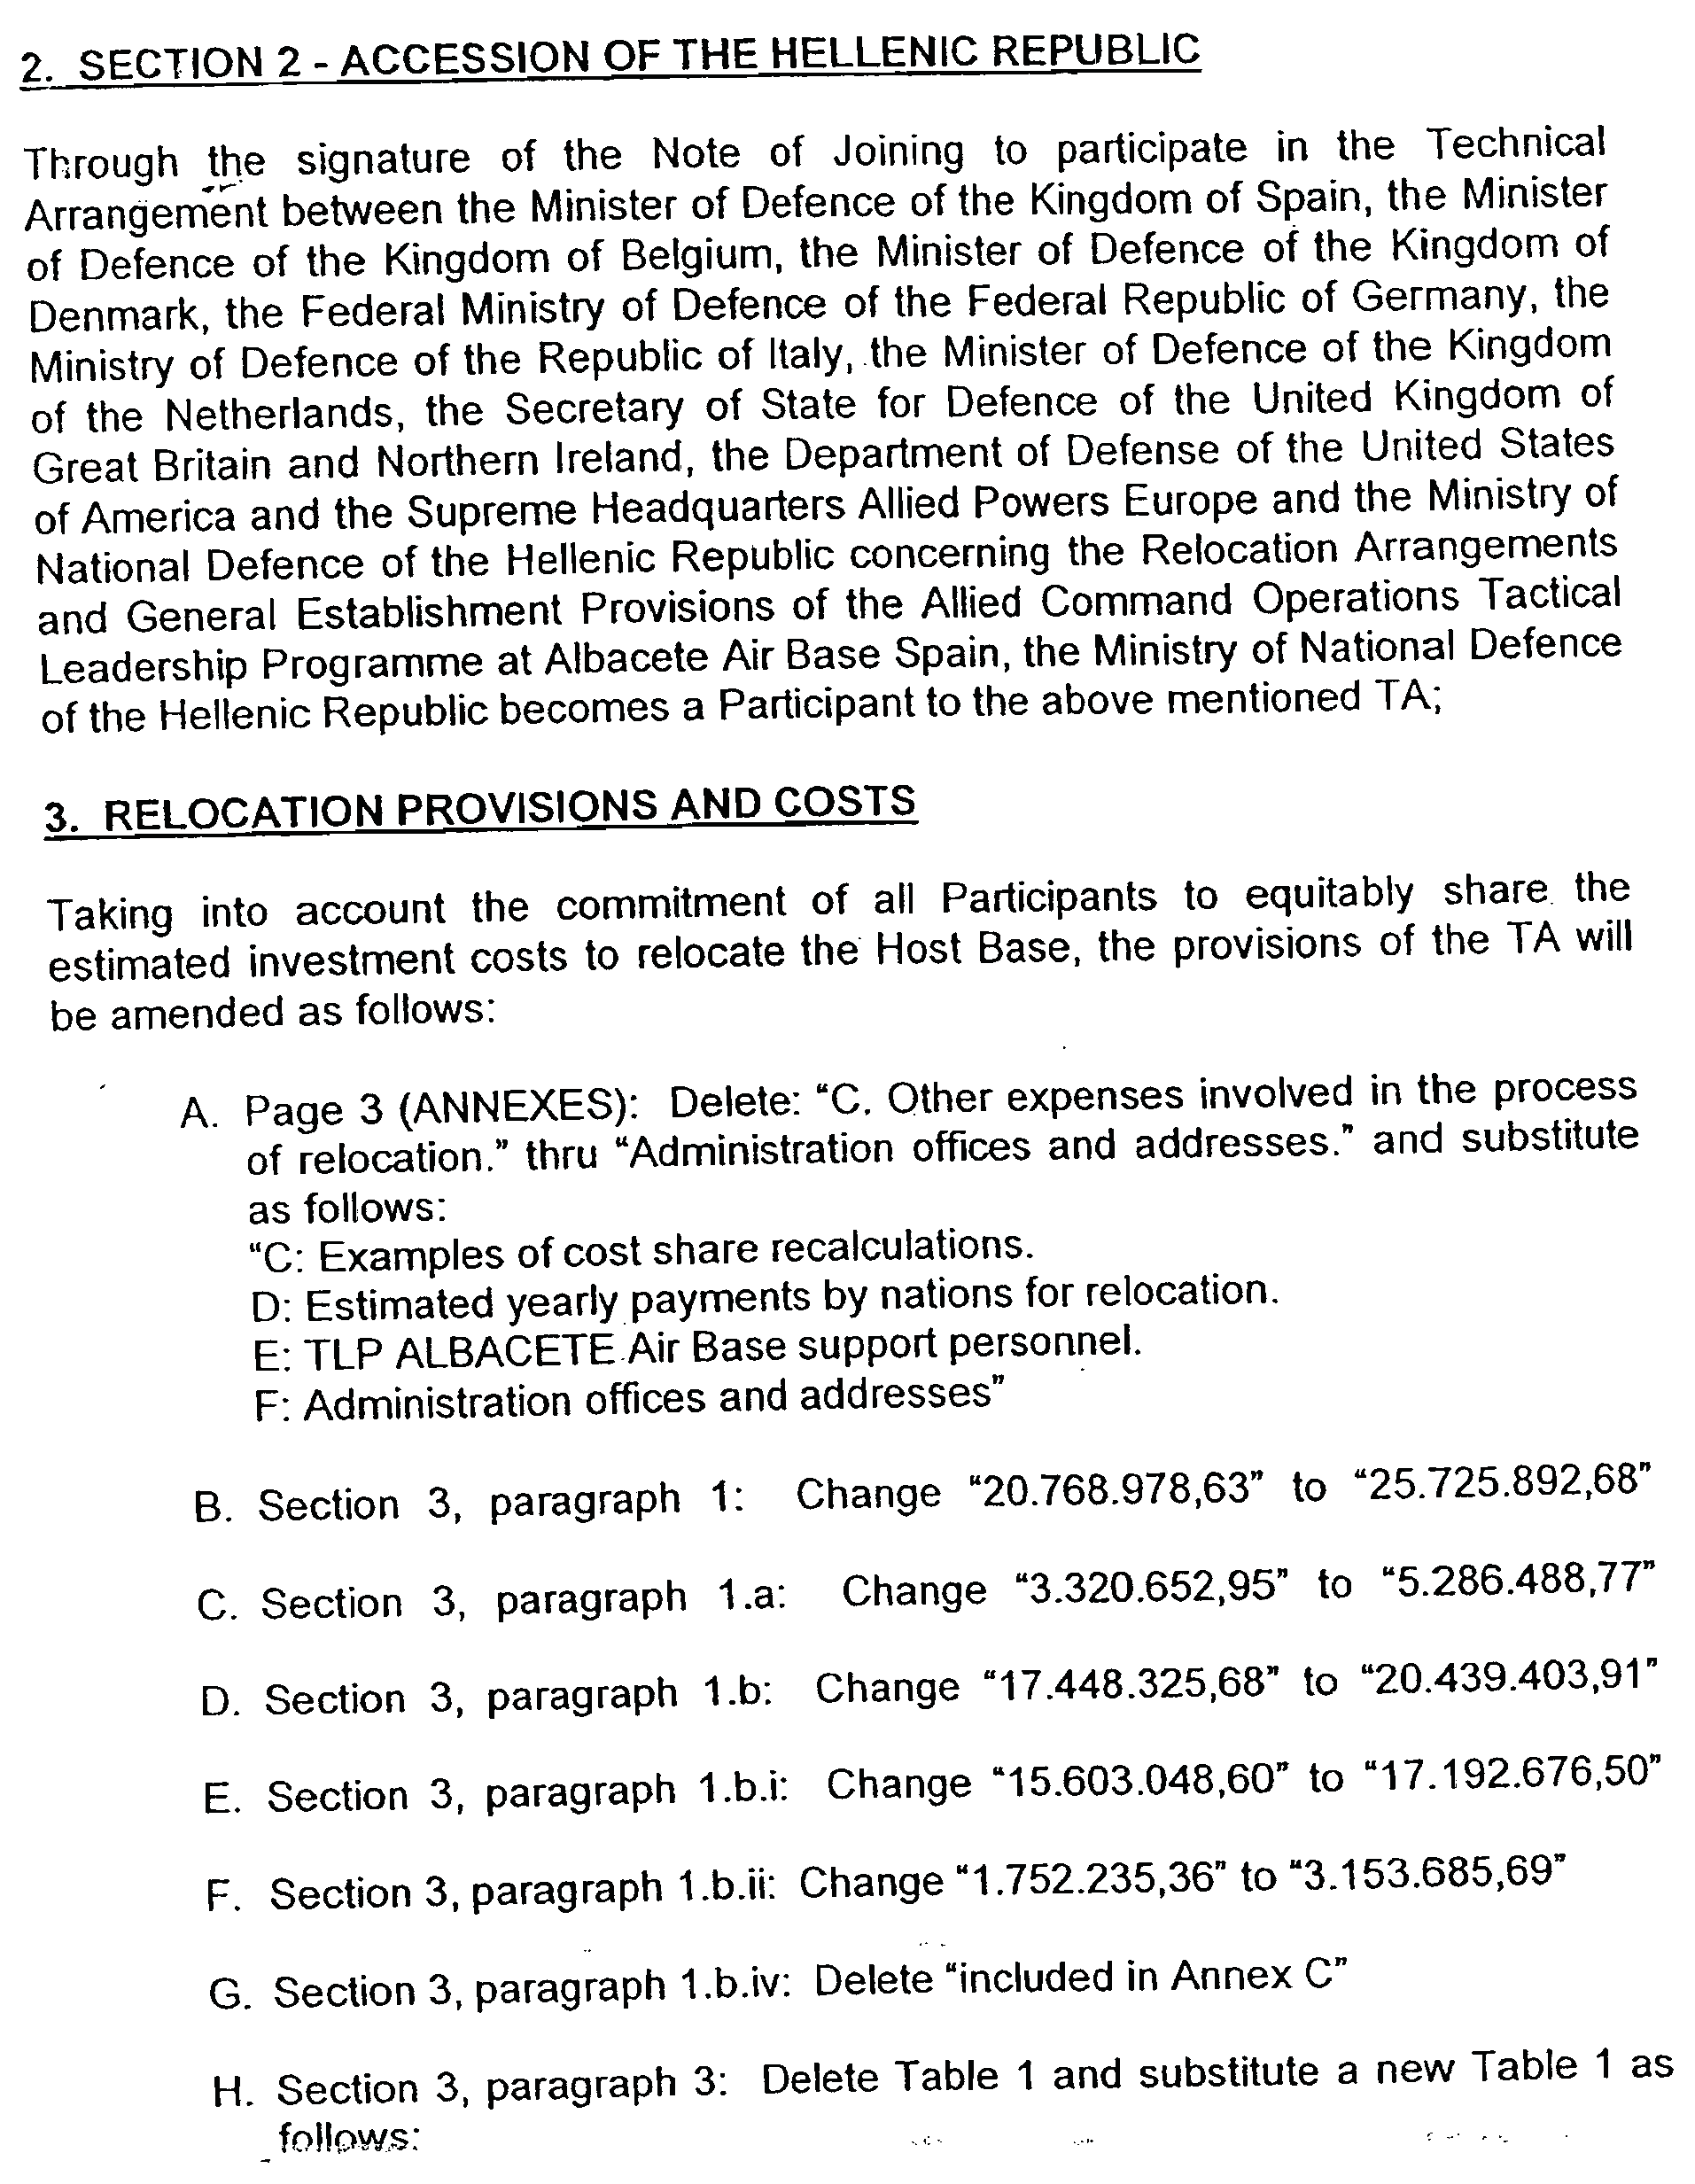 2. SECTION 2 - ACCESSION OF THE HELLENIC REPUBLIC
Through the signature of the Note of Joining to participate in the Technical
Arrangement between the Minister of Defence of the Kingdom of Spain, the Minister
of Defence of the Kingdom of Belgium, the Minister of Defence of the Kingdom of
Denmark, the Federal Ministry of Defence of the Federal Republic of Germany, the
Ministry of Defence of the Republic of Italy, the Minister of Defence of the Kingdom
of the Netherlands, the Secretary of State for Defence of the United Kingdom of
Great Britain and Northern Ireland, the Department of Defense of the United States
of America and the Supreme Headquarters Allied Powers Europe and the Ministry of
National Defence of the Hellenic Republic concerning the Relocation Arrangements
and General Establishment Provisions of the Allied Command Operations Tactical
Leadership Programme at Albacete Air Base Spain, the Ministry of National Defence
of the Hellenic Republic becomes a Participant to the above mentioned TA;
3. RELOCATION PROVISIONS AND COSTS
Taking into account the commitment of all Participants to equitably share the
estimated investment costs to relocate the Host Base, the provisions of the TA will
be amended as follows:
A. Page 3 (ANNEXES): Delete: “C. Other expenses involved in the process
of relocation.” thru “Administration offices and addresses.” and substitute
as follows:
“C: Examples of cost share recalculations.
D: Estimated yearly payments by nations for relocation.
E: TLP ALBACETE Air Base support personnel.
F: Administration offices and addresses”
B. Section 3, paragraph 1: Change “20.768.978,63” to “25.725.892,68”
C. Section 3, paragraph 1.a: Change “3.320.652,95” to “5.286.488,77”
D. Section 3, paragraph 1.b: Change “17.448.325,68” to “20.439.403,91”
E. Section 3, paragraph 1.b.i: Change “15.603.048,60” to “17.192.676,50”
F. Section 3, paragraph 1.b.ii: Change “1.752.235,36” to “3.153.685,69”
G. Section 3, paragraph 1.b.iv: Delete “included in Annex C”
H. Section 3, paragraph 3: Delete Table 1 and substitute a new Table 1 as
follows: